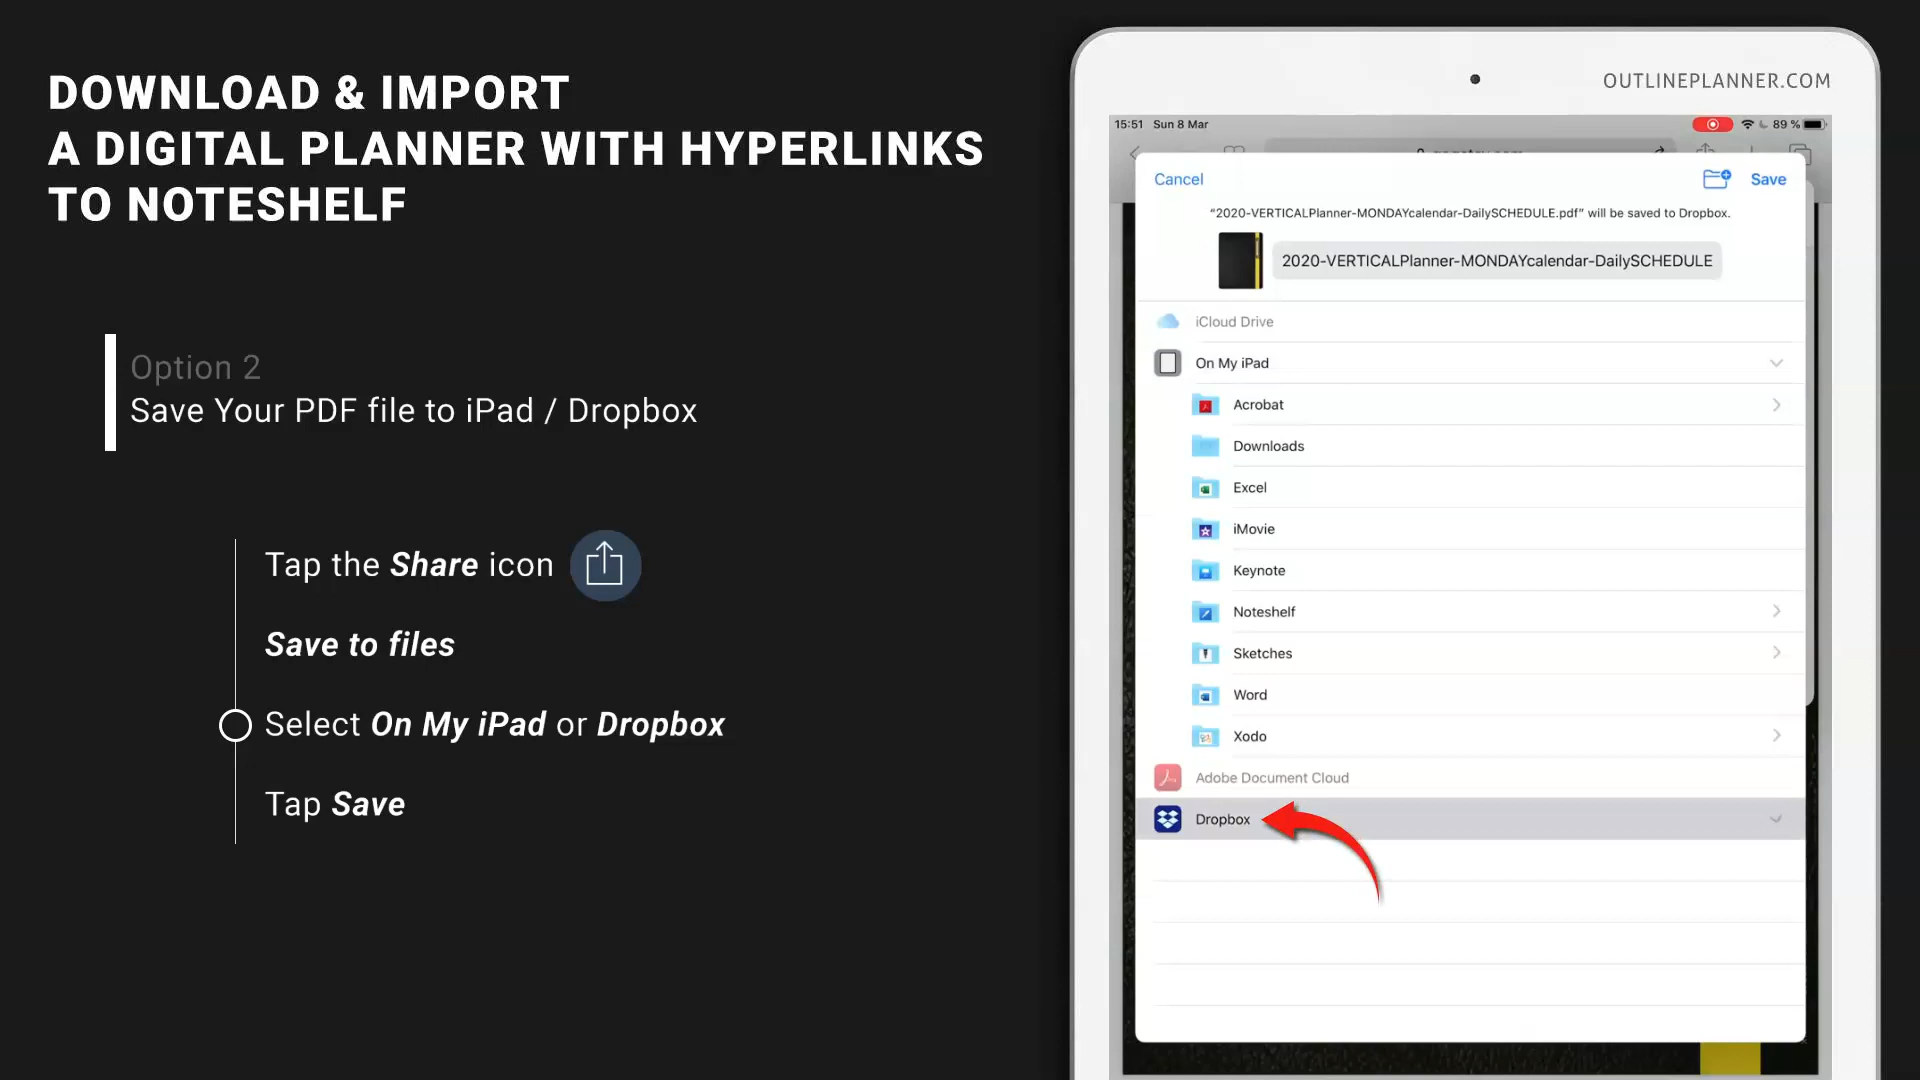 DOWNLOAD & IMPORT
A DIGITAL PLANNER WITH HYPERLINKS
TO NOTESHELF
Option 2
Save Your PDF file to iPad / Dropbox
Tap the Share icon
Save to files
Select On My iPad or Dropbox
Tap Save
OUTLINEPLANNER.COM
15:51 Sun 8 Mar 89 %
Cancel Save
“2020-VERTICALPlanner-MONDAYcalendar-DailySCHEDULE.pdf” will be saved to Dropbox.
2020-VERTICALPlanner-MONDAYcalendar-DailySCHEDULE
iCloud Drive
On My iPad
Acrobat
Downloads
Excel
iMovie
Keynote
Noteshelf
Sketches
Word
Xodo
Adobe Document Cloud
Dropbox